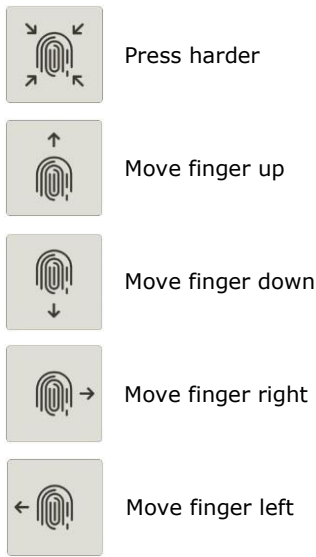 Press harder
Move finger up
Move finger down
Move finger right
Move finger left